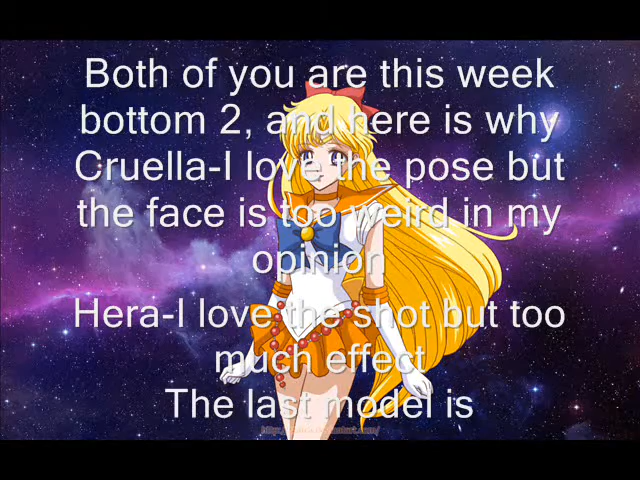 Both of you are this week
bottom 2, and here is why
Cruella-I love the pose but
the face is too weird in my
opinion
Hera-I love the shot but too
much effect
The last model is